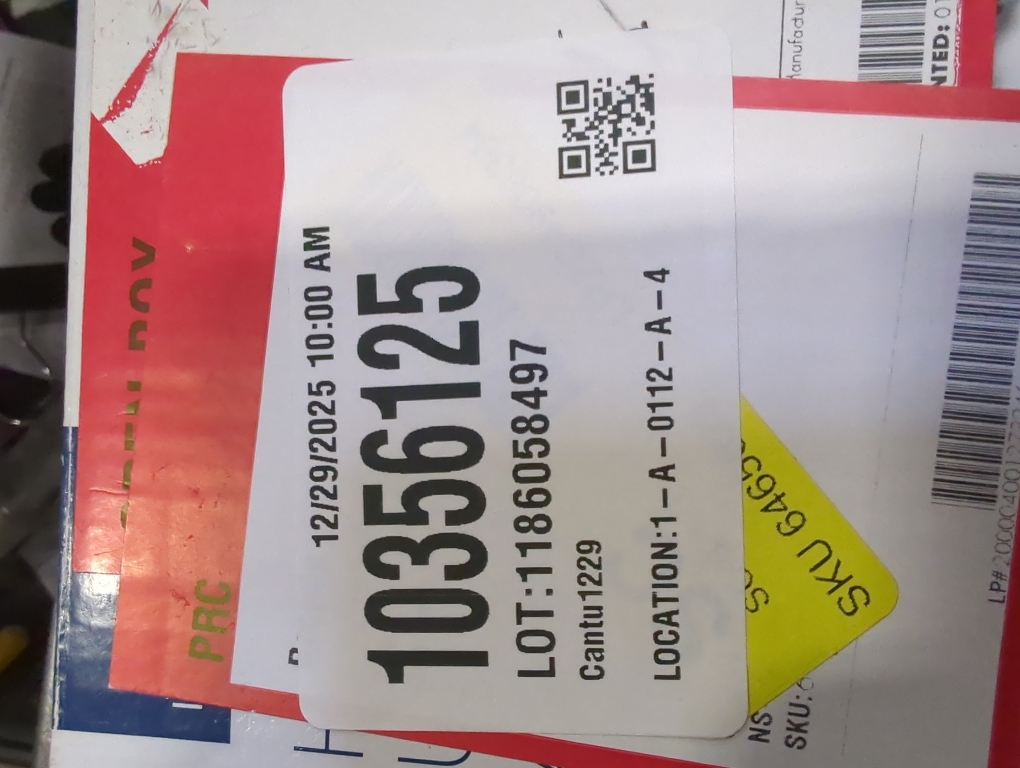 12/29/2025 10:00 AM
10356125
LOT:1186058497
Cantu1229
LOCATION:1-A-0112-A-4
PRC
SKU
NS
SKU:
LP#